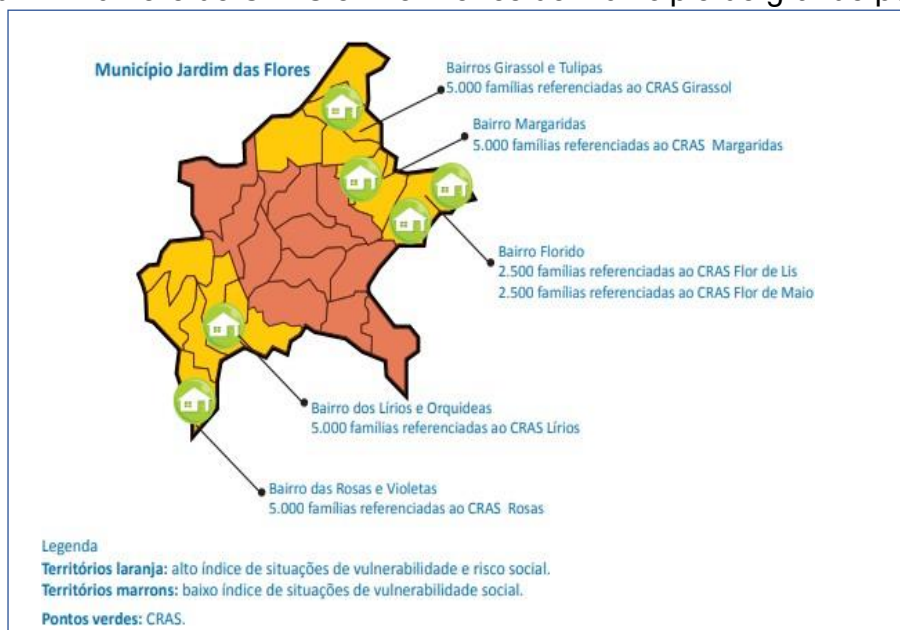 Município Jardim das Flores
Bairros Girassol e Tulipas
5.000 famílias referenciadas ao CRAS Girassol
Bairro Margaridas
5.000 famílias referenciadas ao CRAS Margaridas
Bairro Florido
2.500 famílias referenciadas ao CRAS Flor de Lis
2.500 famílias referenciadas ao CRAS Flor de Maio
Bairro dos Lírios e Orquideas
5.000 famílias referenciadas ao CRAS Lírios
Bairro das Rosas e Violetas
5.000 famílias referenciadas ao CRAS Rosas
Legenda
Territórios laranja: alto índice de situações de vulnerabilidade e risco social.
Territórios marrons: baixo índice de situações de vulnerabilidade social.
Pontos verdes: CRAS.